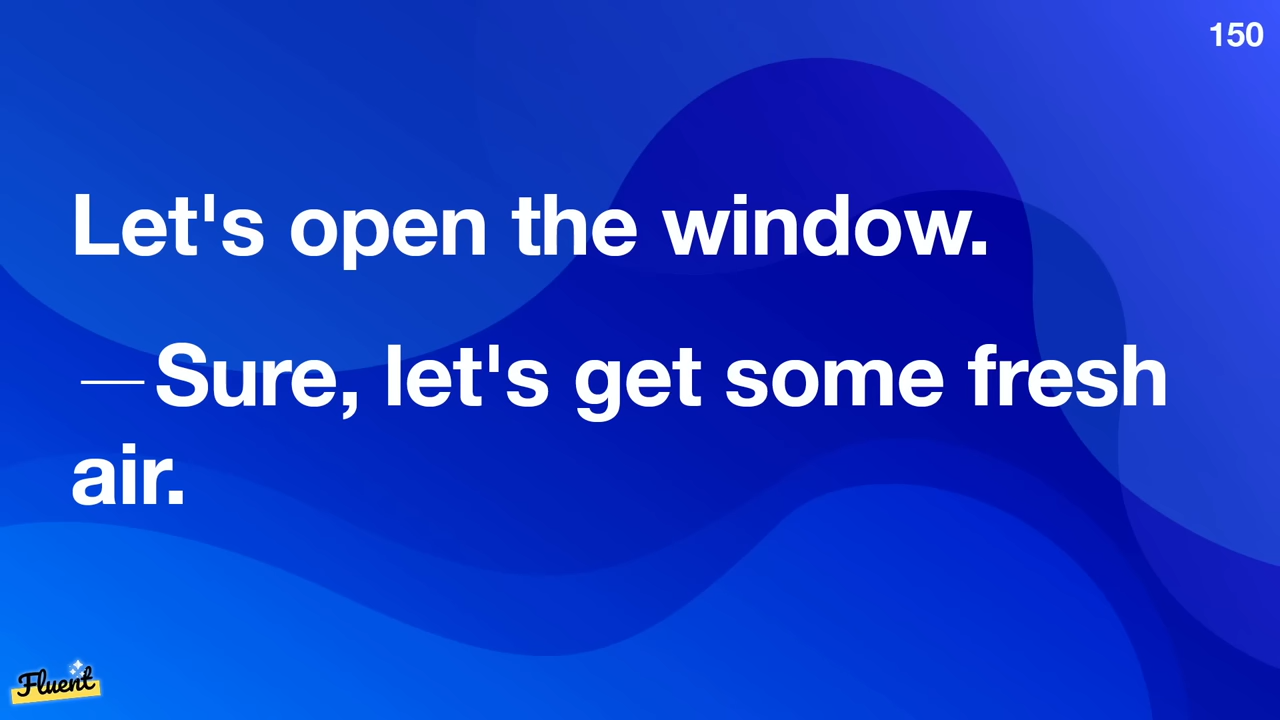 150
Let's open the window.
—Sure, let's get some fresh
air.
Fluent